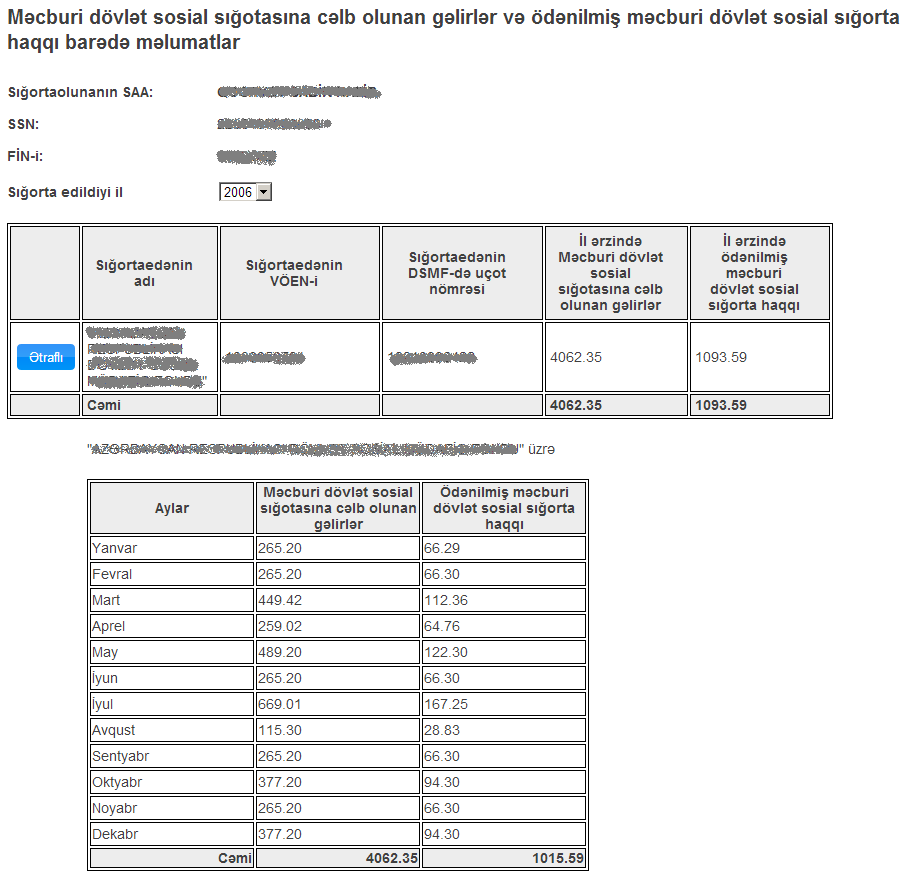 Məcburi dövlət sosial sığotasına cəlb olunan gəlirlər və ödənilmiş məcburi dövlət sosial sığorta
haqqı barədə məlumatlar
Sığortaolunanın SAA:
SSN:
FİN-i:
Sığorta edildiyi il 2006
Sığortaedənin
adı
Sığortaedənin
VÖEN-i
Sığortaedənin
DSMF-də uçot
nömrəsi
İl ərzində
Məcburi dövlət
sosial
sığotasına cəlb
olunan gəlirlər
İl ərzində
ödənilmiş
məcburi
dövlət sosial
sığorta haqqı
Ətraflı 4062.35 1093.59
Cəmi 4062.35 1093.59
üzrə
Aylar
Məcburi dövlət sosial
sığotasına cəlb olunan
gəlirlər
Ödənilmiş məcburi
dövlət sosial sığorta
haqqı
Yanvar 265.20 66.29
Fevral 265.20 66.30
Mart 449.42 112.36
Aprel 259.02 64.76
May 489.20 122.30
İyun 265.20 66.30
İyul 669.01 167.25
Avqust 115.30 28.83
Sentyabr 265.20 66.30
Oktyabr 377.20 94.30
Noyabr 265.20 66.30
Dekabr 377.20 94.30
Cəmi 4062.35 1015.59